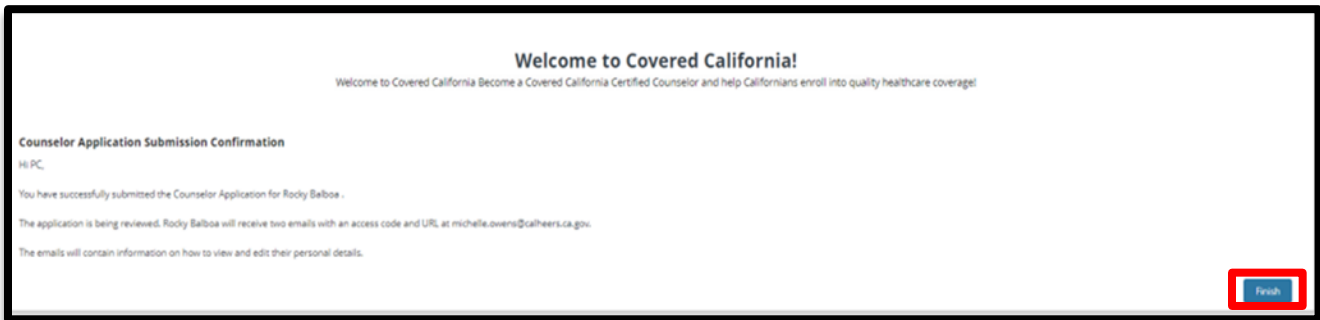 Welcome to Covered California!
Welcome to Covered California Become a Covered California Certified Counselor and help Californians enroll into quality healthcare coverage!
Counselor Application Submission Confirmation
Hi PC,
You have successfully submitted the Counselor Application for Rocky Balboa .
The application is being reviewed. Rocky Balboa will receive two emails with an access code and URL at michelle.owens@calheers.ca.gov.
The emails will contain information on how to view and edit their personal details.
Finish